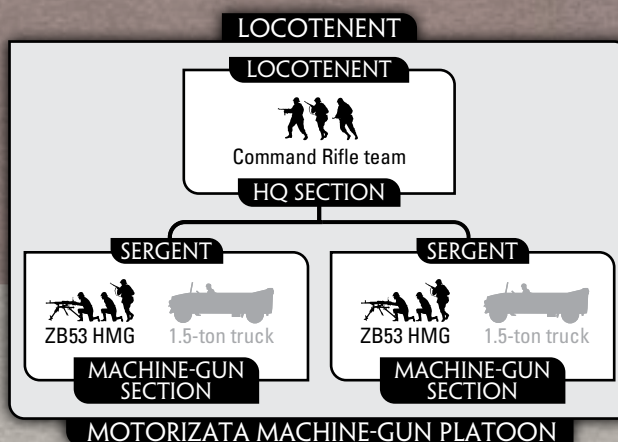 LOCOTENENT
LOCOTENENT
Command Rifle team
HQ SECTION
SERGENT
ZB53 HMG
1.5-ton truck
MACHINE-GUN
SECTION
SERGENT
ZB53 HMG
1.5-ton truck
MACHINE-GUN
SECTION
MOTORIZATA MACHINE-GUN PLATOON